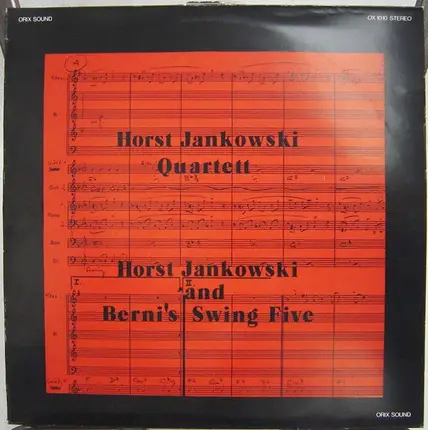 ORIX SOUND
OX 1010 STEREO
Horst Jankowski
Quartett
Horst Jankowski
and
Berni's Swing Five
ORIX SOUND